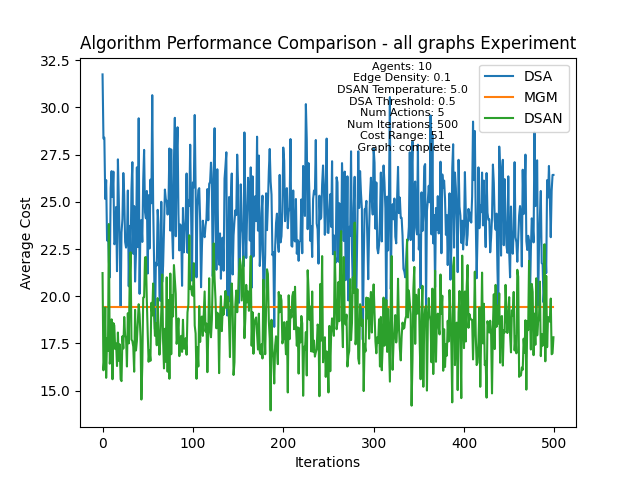 Algorithm Performance Comparison - all graphs Experiment
32.5
30.0
27.5
25.0
22.5
20.0
17.5
15.0
Average Cost
Agents: 10
Edge Density: 0.1
DSAN Temperature: 5.0
DSA Threshold: 0.5
Num Actions: 5
Num Iterations: 500
Cost Range: 51
Graph: complete
DSA
MGM
DSAN
0
100
200
300
400
500
Iterations